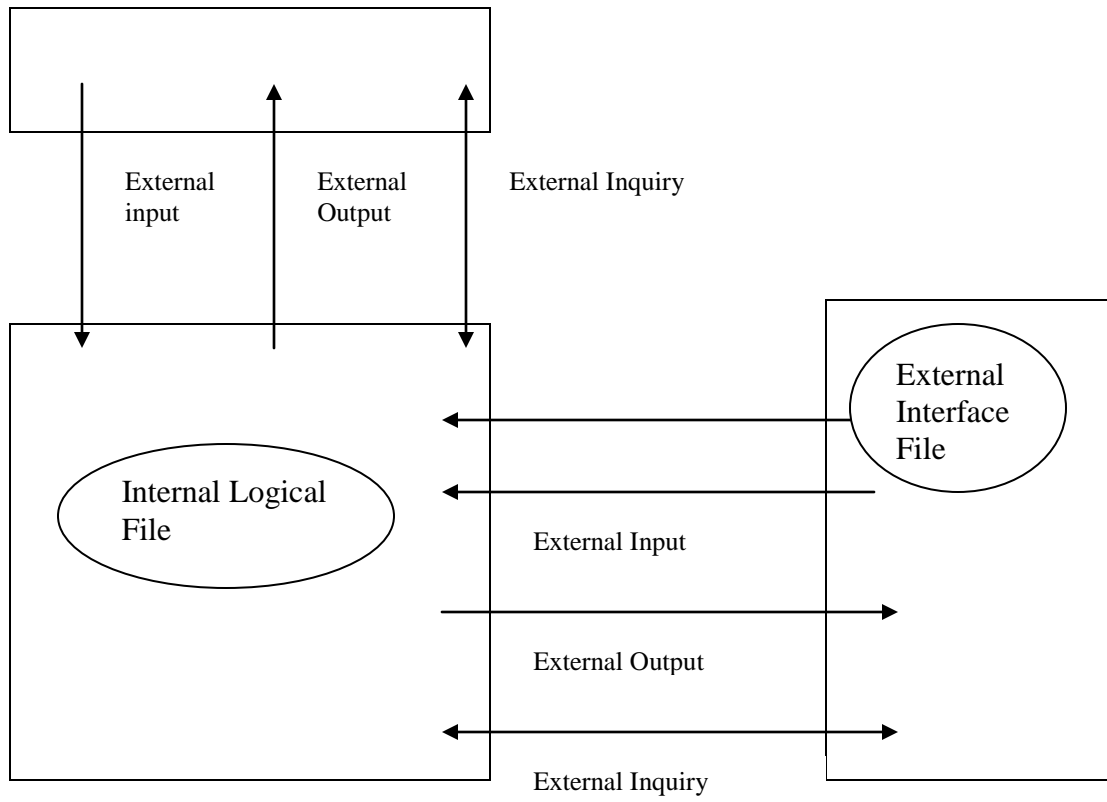 External
input
External
Output
External Inquiry
External
Interface
File
Internal Logical
File
External Input
External Output
External Inquiry